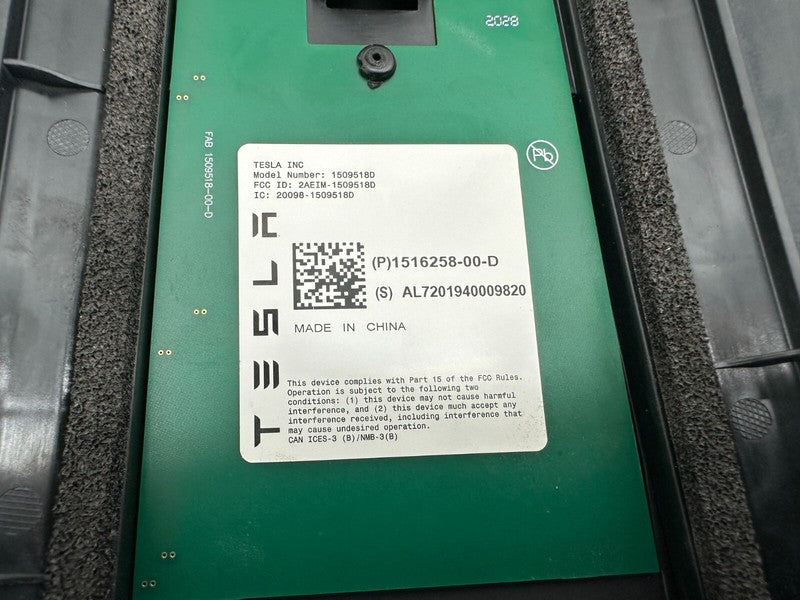 2028
FAB 1509518-00-D
Pb
TESLA INC
Model Number: 1509518D
FCC ID: 2AEIM-1509518D
IC: 20098-1509518D
TESLA
(P)1516258-00-D
(S) AL7201940009820
MADE IN CHINA
This device complies with Part 15 of the FCC Rules.
Operation is subject to the following two
conditions: (1) this device may not cause harmful
interference, and (2) this device much accept any
interference received, including interference that
may cause undesired operation.
CAN ICES-3 (B)/NMB-3(B)